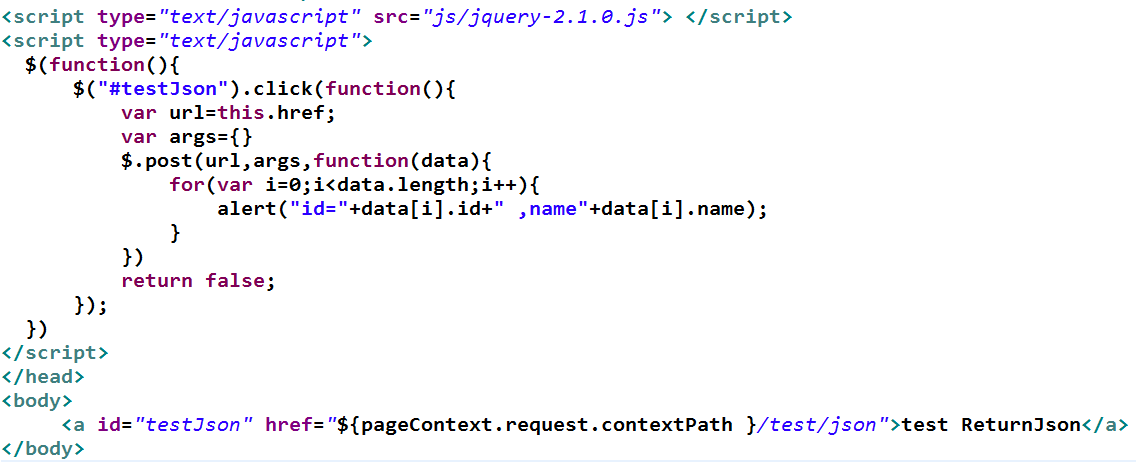 <script type="text/javascript" src="js/jquery-2.1.0.js"> </script>
<script type="text/javascript">
  $(function(){
      $("#testJson").click(function(){
          var url=this.href;
          var args={}
          $.post(url,args,function(data){
              for(var i=0;i<data.length;i++){
                  alert("id="+data[i].id+" ,name"+data[i].name);
              }
          })
          return false;
      });
  })
</script>
</head>
<body>
     <a id="testJson" href="${pageContext.request.contextPath }/test/json">test ReturnJson</a>
</body>